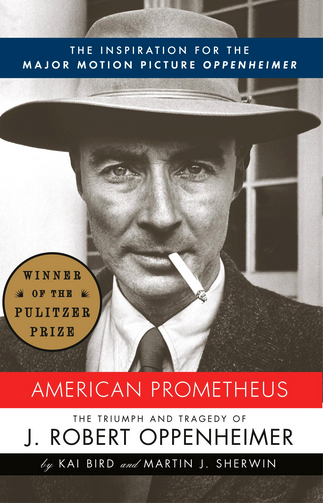 THE INSPIRATION FOR THE
MAJOR MOTION PICTURE OPPENHEIMER
WINNER
OF THE
PULITZER
PRIZE
AMERICAN PROMETHEUS
THE TRIUMPH AND TRAGEDY OF
J. ROBERT OPPENHEIMER
by KAI BIRD and MARTIN J. SHERWIN